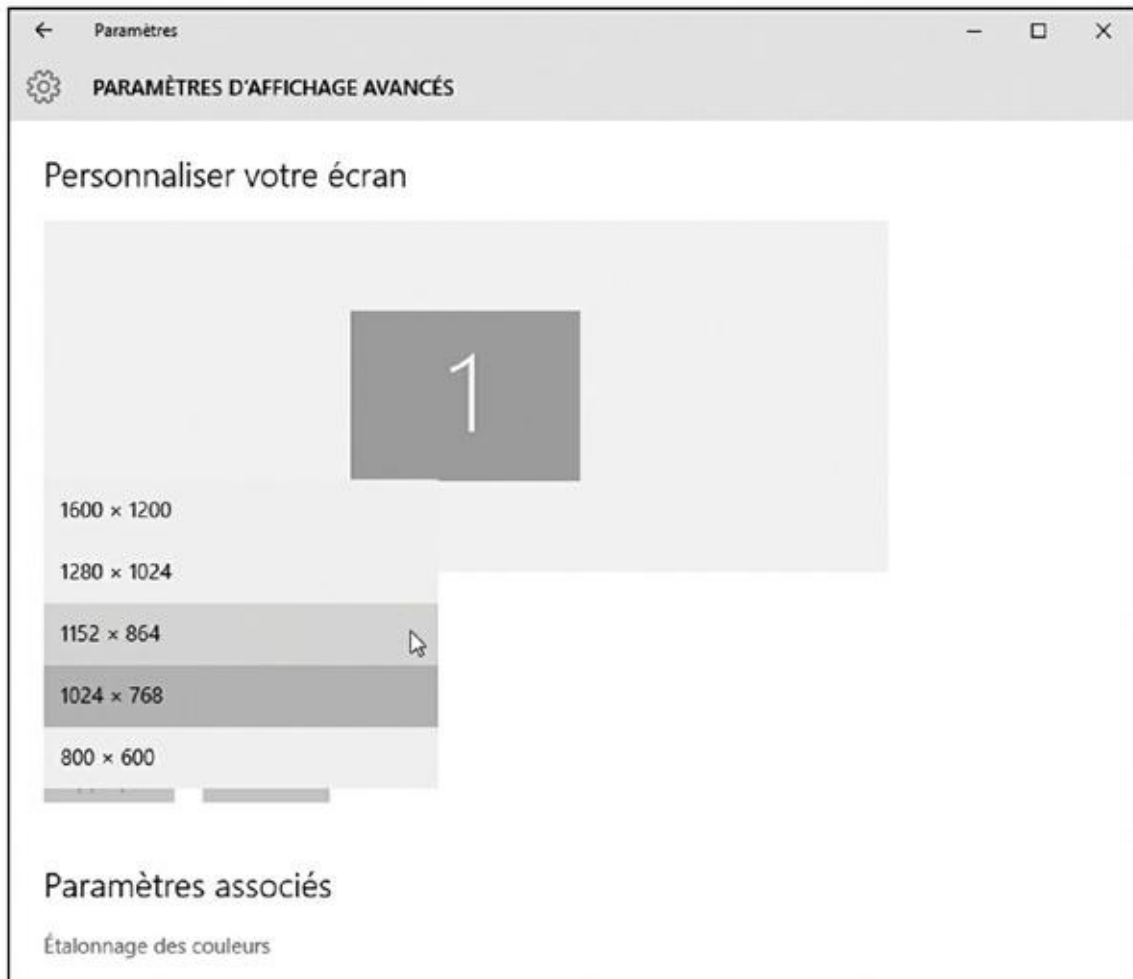 Paramètres
PARAMÈTRES D'AFFICHAGE AVANCÉS
Personnaliser votre écran
1
1600 × 1200
1280 × 1024
1152 × 864
1024 × 768
800 × 600
Paramètres associés
Étalonnage des couleurs